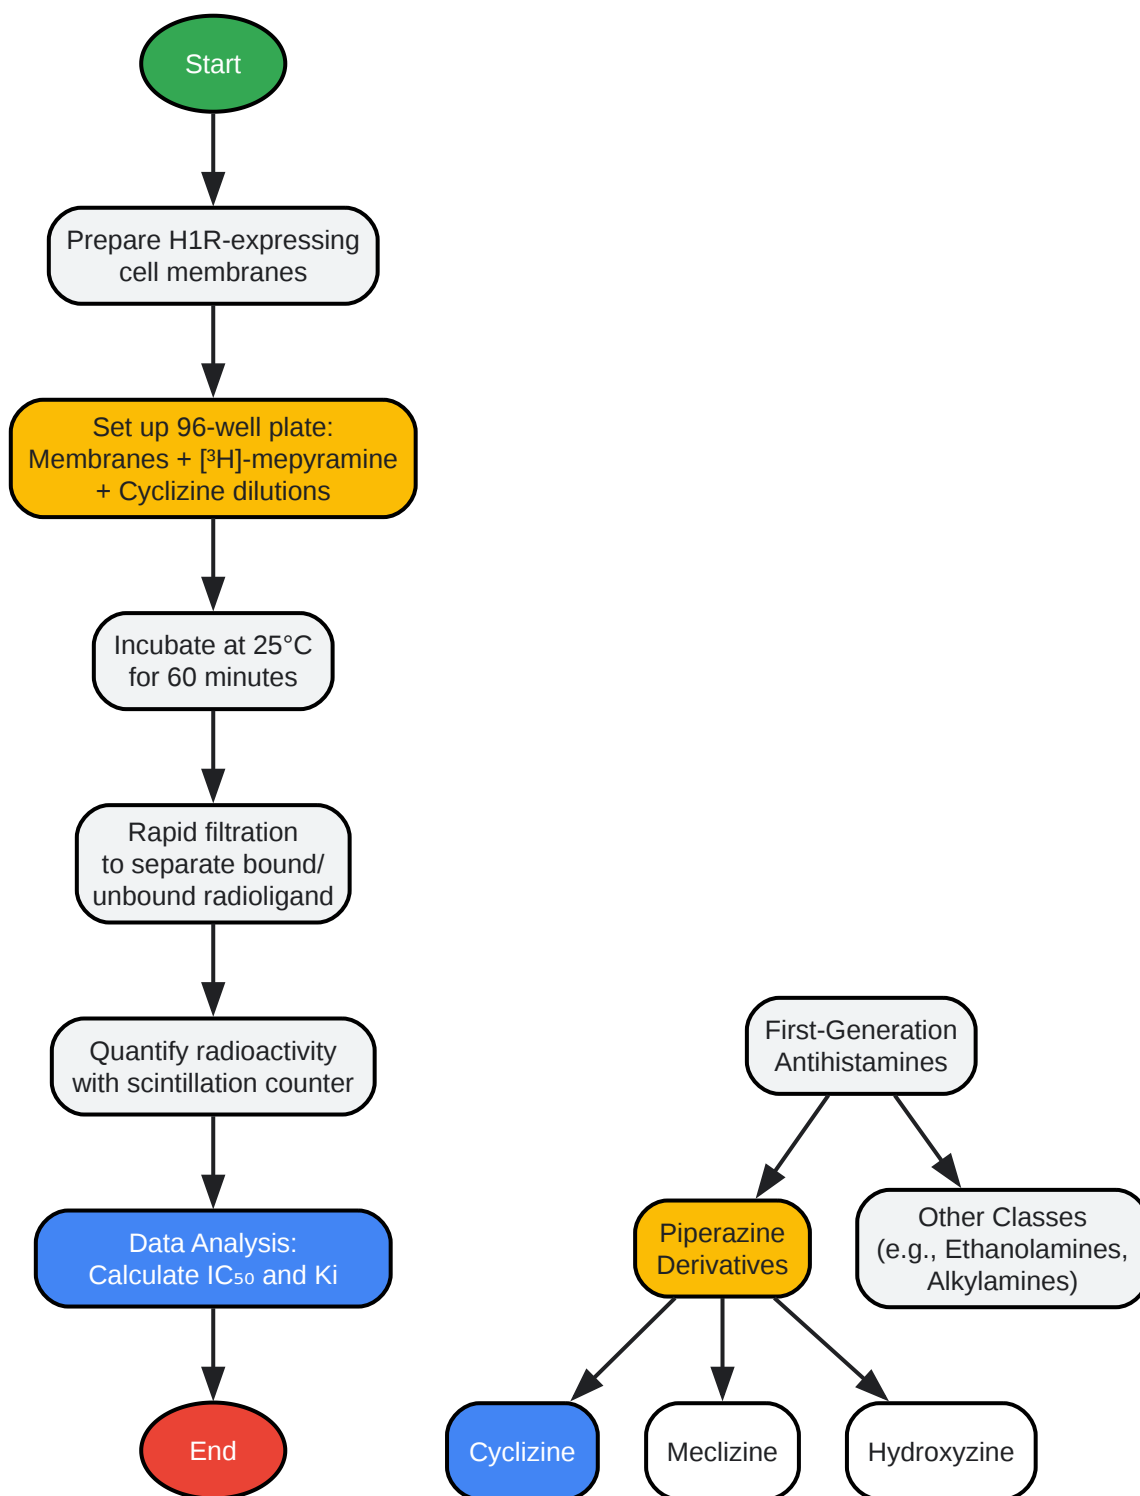 Start
Prepare H1R-expressing
cell membranes
Set up 96-well plate:
Membranes + [³H]-mepyramine
+ Cyclizine dilutions
Incubate at 25°C
for 60 minutes
Rapid filtration
to separate bound/
unbound radioligand
Quantify radioactivity
with scintillation counter
Data Analysis:
Calculate IC₅₀ and Ki
End
First-Generation
Antihistamines
Piperazine
Derivatives
Other Classes
(e.g., Ethanolamines,
Alkylamines)
Cyclizine
Meclizine
Hydroxyzine